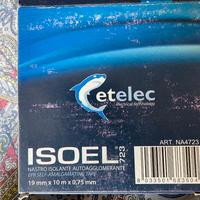 etelec
electrical technology
ART. NA4723
ISOEL 723
NASTRO ISOLANTE AUTOAGGLOMERANTE
EPR SELF-AMALGAMATING TAPE
19 mm x 10 m x 0,75 mm